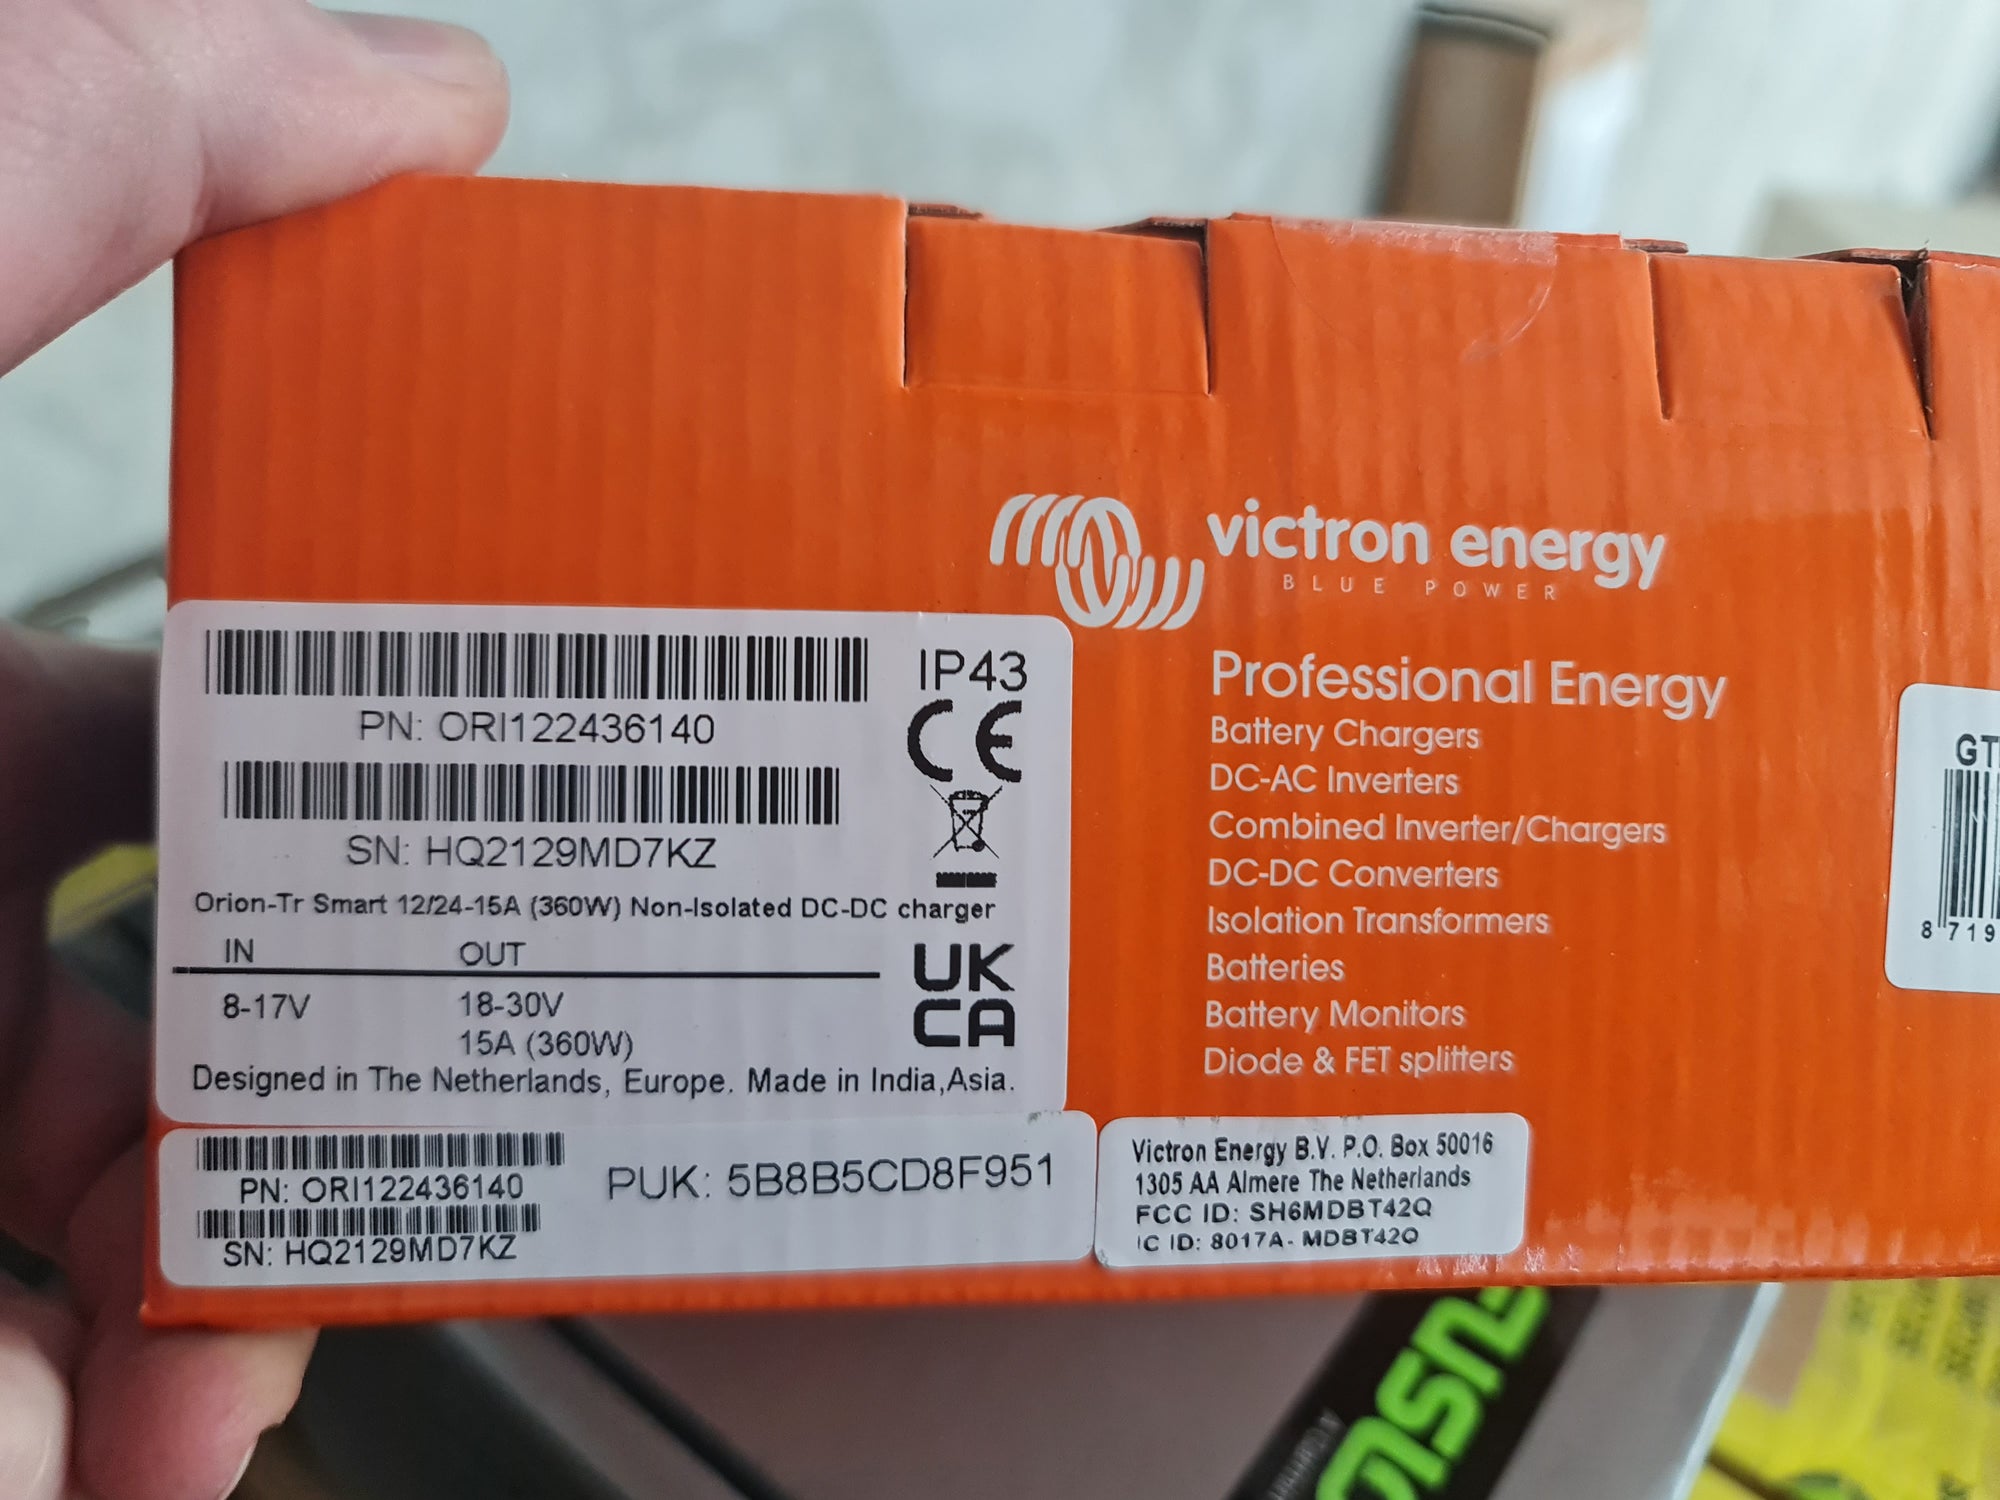 victron energy
BLUE POWER
Professional Energy
Battery Chargers
DC-AC Inverters
Combined Inverter/Chargers
DC-DC Converters
Isolation Transformers
Batteries
Battery Monitors
Diode & FET splitters
IP43
CE
PN: ORI122436140
SN: HQ2129MD7KZ
Orion-Tr Smart 12/24-15A (360W) Non-Isolated DC-DC charger
IN OUT
8-17V 18-30V
15A (360W)
UK
CA
Designed in The Netherlands, Europe. Made in India,Asia.
PN: ORI122436140
SN: HQ2129MD7KZ
PUK: 5B8B5CD8F951
Victron Energy B.V. P.O. Box 50016
1305 AA Almere The Netherlands
FCC ID: SH6MDBT42Q
IC ID: 8017A- MDBT42Q
8 719